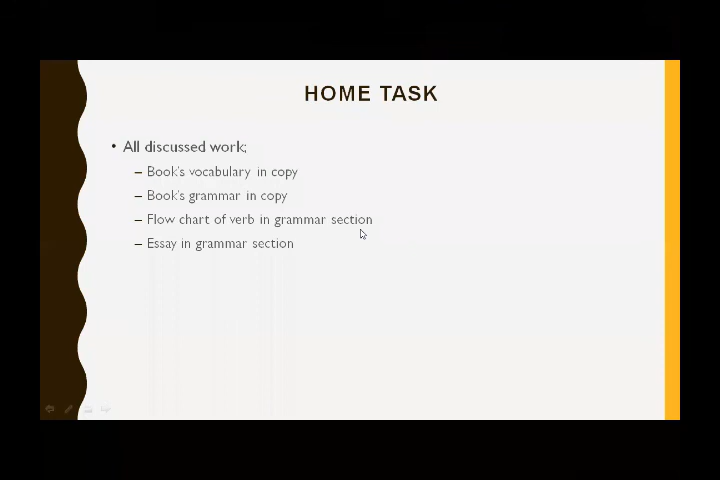 HOME TASK
• All discussed work;
– Book's vocabulary in copy
– Book's grammar in copy
– Flow chart of verb in grammar section
– Essay in grammar section